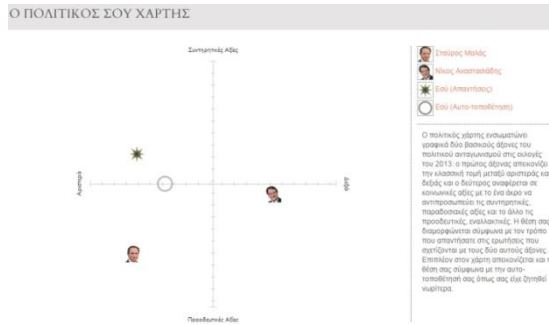 Ο ΠΟΛΙΤΙΚΟΣ ΣΟΥ ΧΑΡΤΗΣ
Συντηρητικές Αξίες
Σταύρος Μαλάς
Νίκος Αναστασιάδης
Εσύ (Απαντήσος)
Εσύ (Αυτο-τοποθέτηση)
Ο πολιτικός χάρτης ενσωματώνει
γραφικά δύο βασικούς άξονες του
πολιτικού ανταγωνισμού στις εκλογές
του 2013: ο πρώτος άξονας απεικονίζει
την κλασσική τομή μεταξύ αριστεράς και
δεξιάς και ο δεύτερος αναφέρεται σε
κοινωνικές αξίες με το ένα άκρο να
αντιπροσωπεύει τις συντηρητικές,
παραδοσιακές αξίες και το άλλο τις
προοδευτικές, εναλλακτικές. Η θέση σας
διαμορφώνεται σύμφωνα με τον τρόπο
που απαντήσατε στις ερωτήσεις που
σχετίζονται με τους δύο αυτούς άξονες.
Επιπλέον στον χάρτη απεικονίζεται και η
θέση σας σύμφωνα με την αυτο-
τοποθέτησή σας όπως σας είχε ζητηθεί
νωρίτερα.
Αριστερά
Δεξιά
Προοδευτικές Αξίες